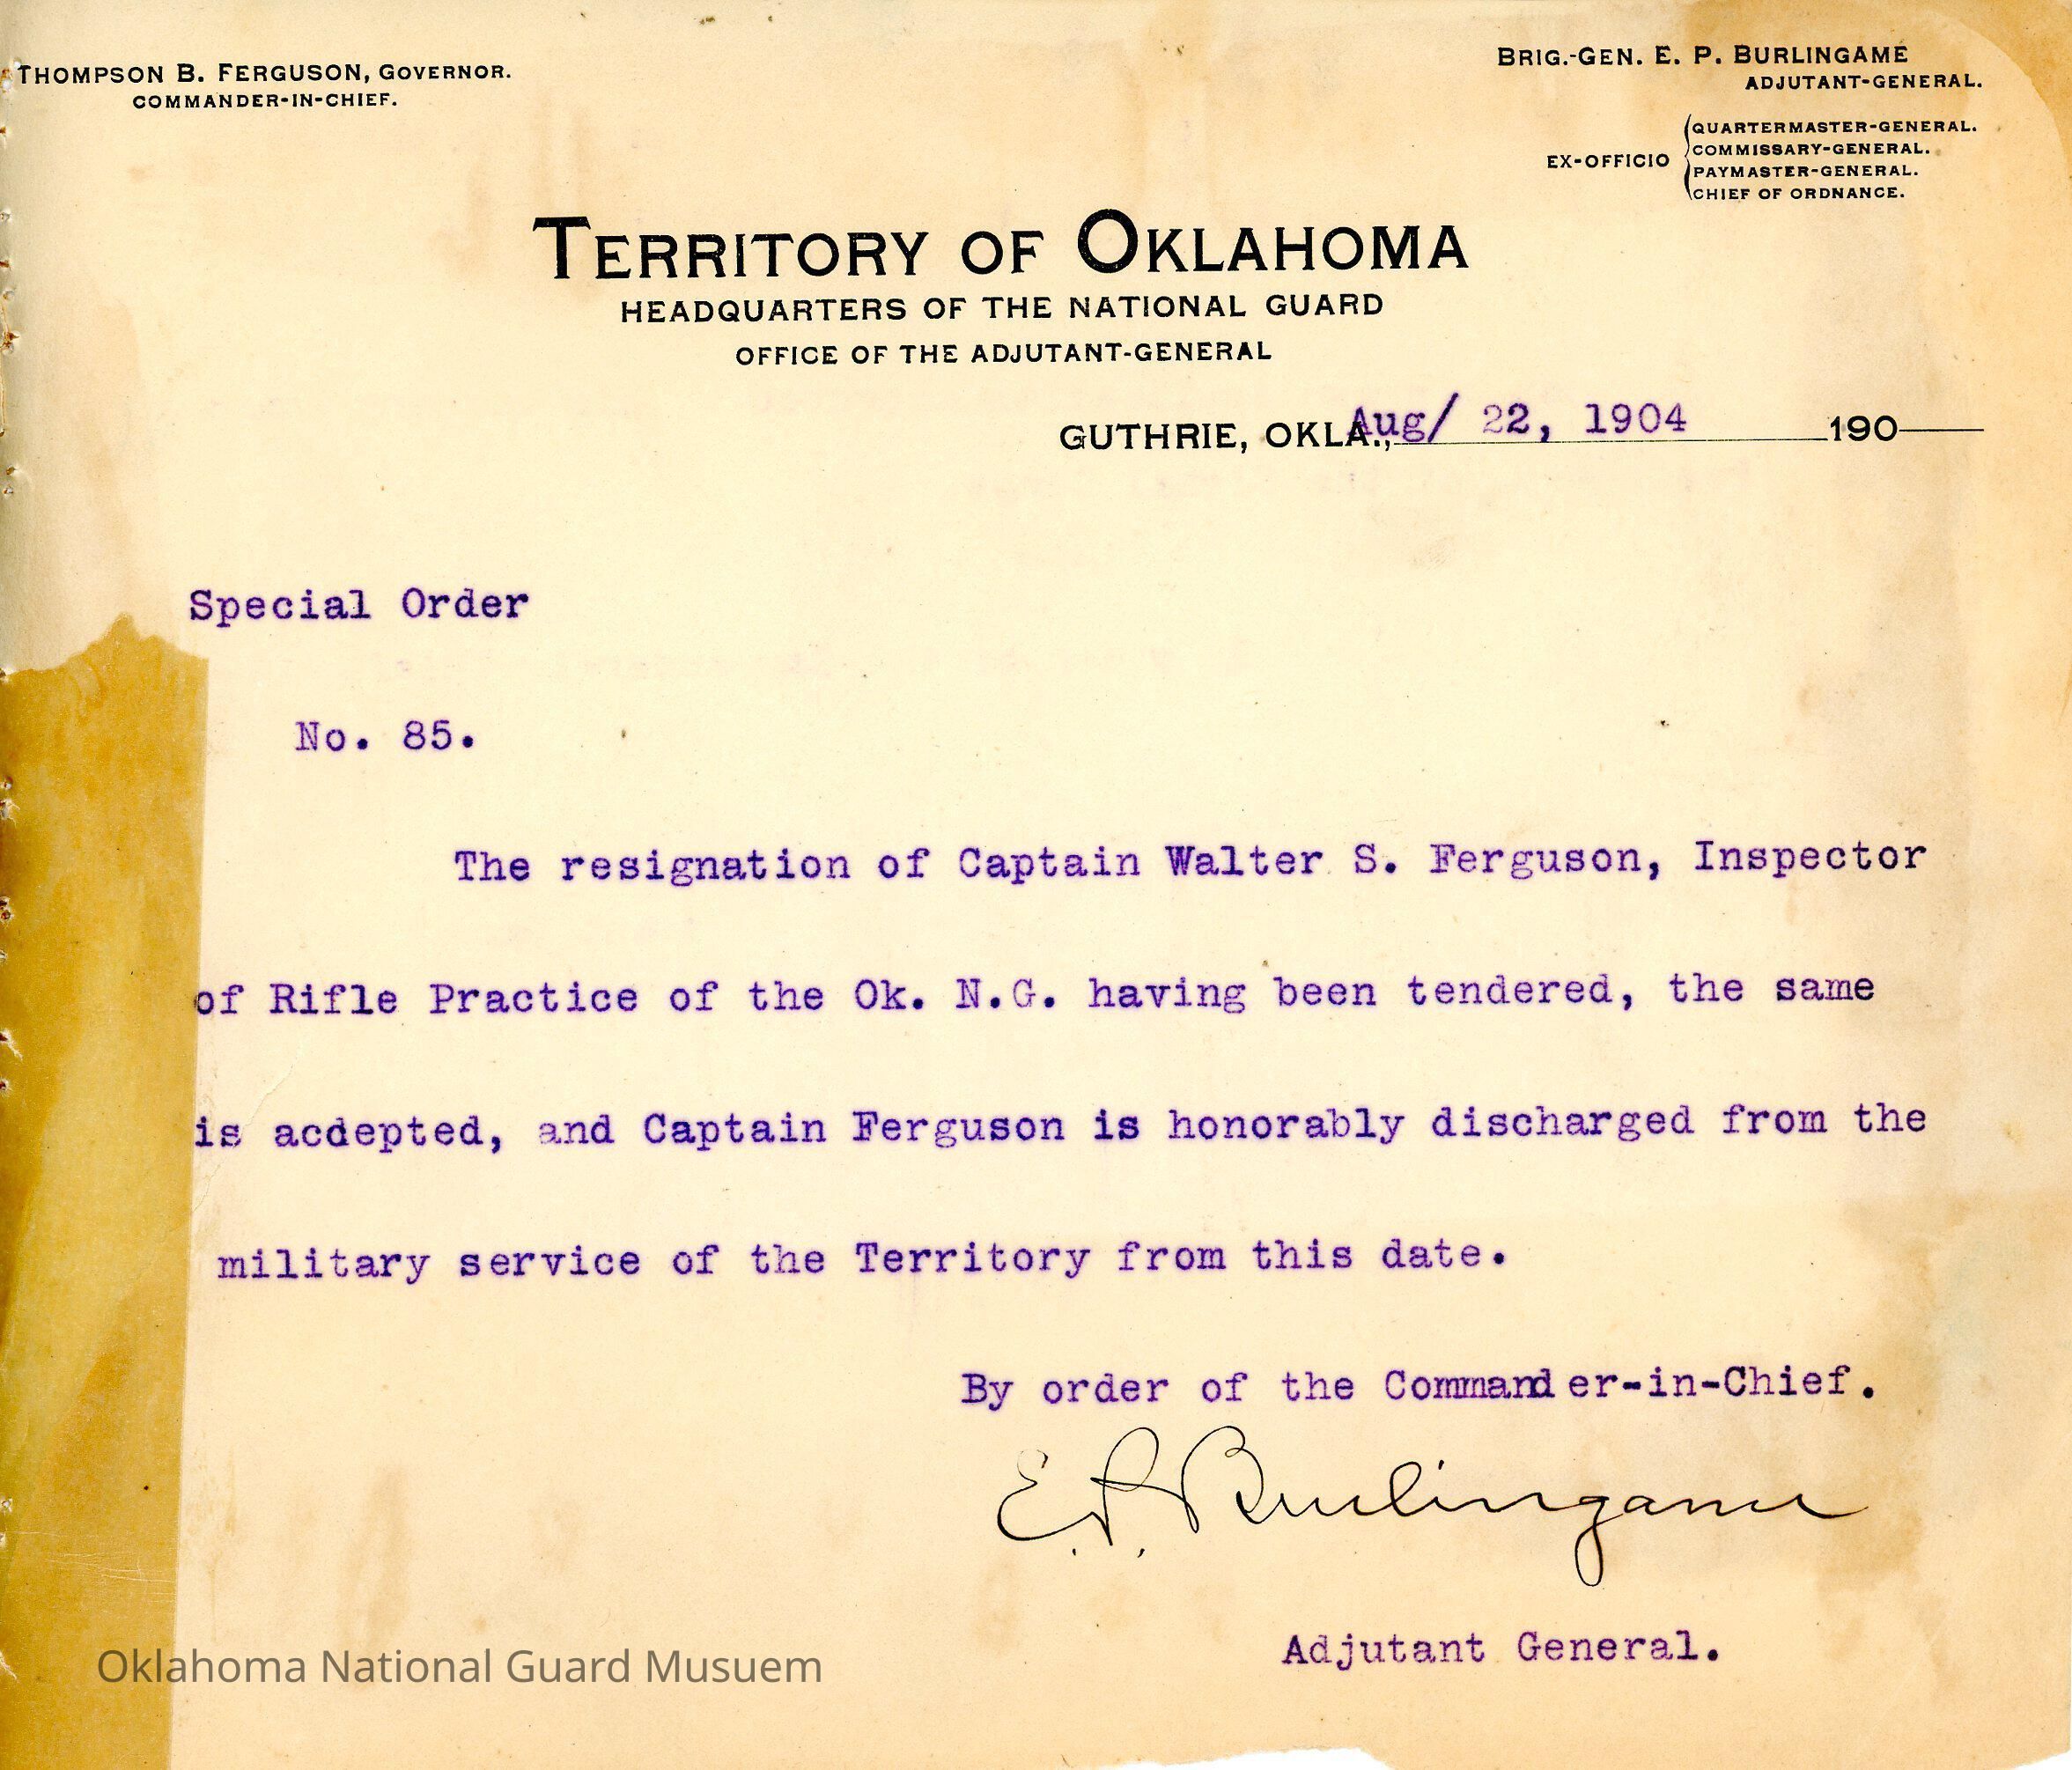 THOMPSON B. FERGUSON, GOVERNOR.
COMMANDER-IN-CHIEF.
BRIG.-GEN. E. P. BURLINGAME
ADJUTANT-GENERAL.
EX-OFFICIO
QUARTERMASTER-GENERAL.
COMMISSARY-GENERAL.
PAYMASTER-GENERAL.
CHIEF OF ORDNANCE.
TERRITORY OF OKLAHOMA
HEADQUARTERS OF THE NATIONAL GUARD
OFFICE OF THE ADJUTANT-GENERAL
GUTHRIE, OKLA., Aug/ 22, 1904 190
Special Order
No. 85.
The resignation of Captain Walter S. Ferguson, Inspector
of Rifle Practice of the Ok. N.G. having been tendered, the same
is acdepted, and Captain Ferguson is honorably discharged from the
military service of the Territory from this date.
By order of the Commander-in-Chief.
E. P. Burlingame
Adjutant General.
Oklahoma National Guard Musuem